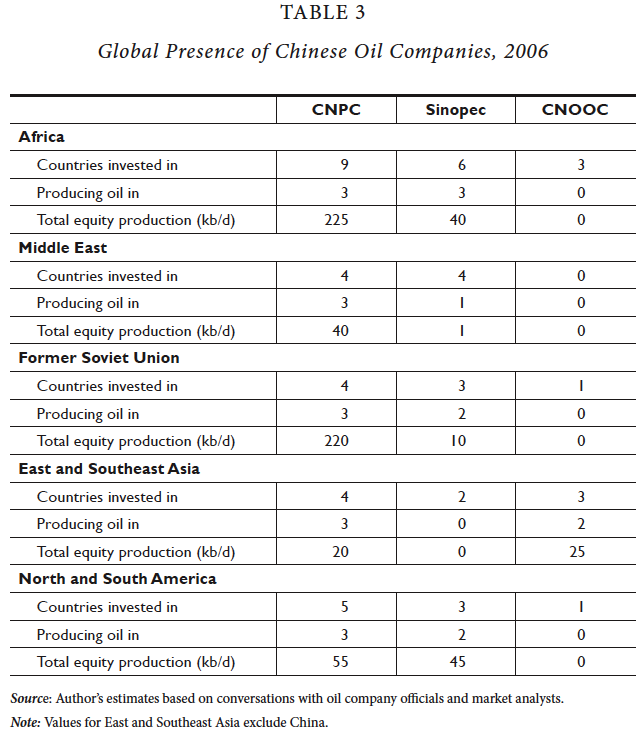 TABLE 3
Global Presence of Chinese Oil Companies, 2006
CNPC Sinopec CNOOC
Africa
Countries invested in 9 6 3
Producing oil in 3 3 0
Total equity production (kb/d) 225 40 0
Middle East
Countries invested in 4 4 0
Producing oil in 3 1 0
Total equity production (kb/d) 40 1 0
Former Soviet Union
Countries invested in 4 3 1
Producing oil in 3 2 0
Total equity production (kb/d) 220 10 0
East and Southeast Asia
Countries invested in 4 2 3
Producing oil in 3 0 2
Total equity production (kb/d) 20 0 25
North and South America
Countries invested in 5 3 1
Producing oil in 3 2 0
Total equity production (kb/d) 55 45 0
Source: Author's estimates based on conversations with oil company officials and market analysts.
Note: Values for East and Southeast Asia exclude China.